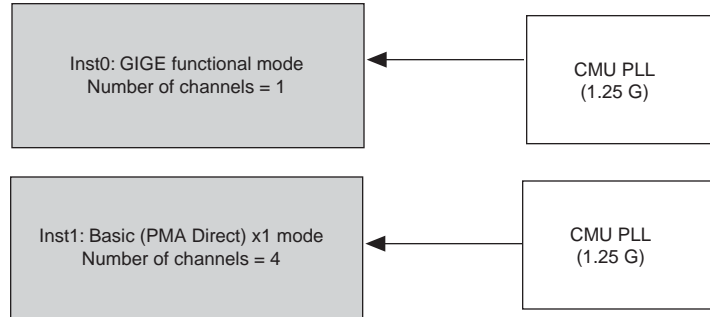 Inst0: GIGE functional mode
Number of channels = 1
CMU PLL
(1.25 G)
Inst1: Basic (PMA Direct) x1 mode
Number of channels = 4
CMU PLL
(1.25 G)